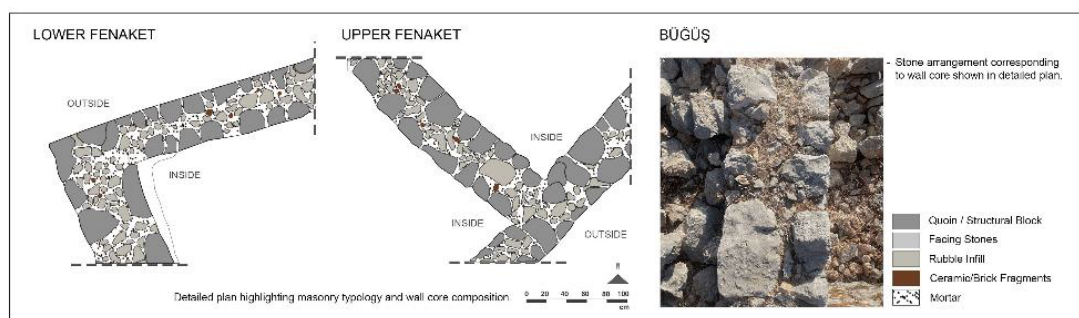 LOWER FENAKET
UPPER FENAKET
BÜĞÜŞ
OUTSIDE
INSIDE
INSIDE
INSIDE
OUTSIDE
Stone arrangement corresponding
to wall core shown in detailed plan.
Quoin / Structural Block
Facing Stones
Rubble Infill
Ceramic/Brick Fragments
Mortar
Detailed plan highlighting masonry typology and wall core composition
0 20 40 60 80 100
cm